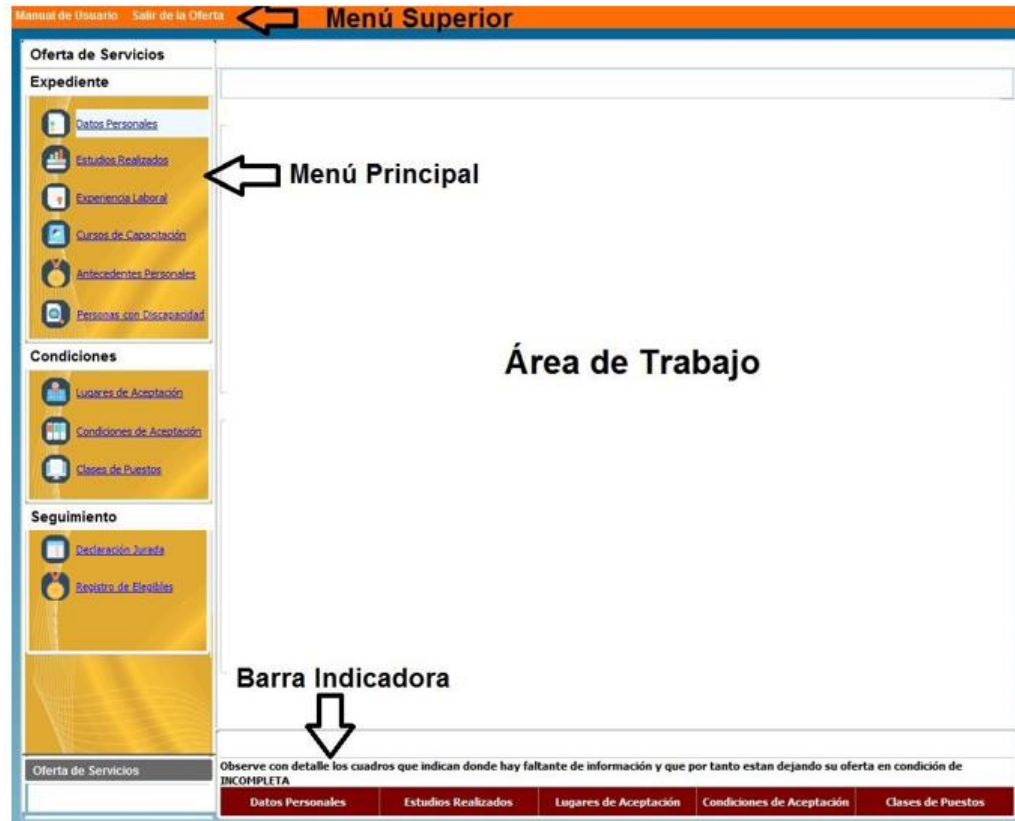 Manual de Usuario Salir de la Oferta
Menú Superior
Oferta de Servicios
Expediente
Datos Personales
Estudios Realizados
Experiencia Laboral
Cursos de Capacitación
Antecedentes Personales
Personas con Discapacidad
Menú Principal
Condiciones
Lugares de Aceptación
Condiciones de Aceptación
Clases de Puestos
Área de Trabajo
Seguimiento
Declaración Jurada
Registro de Elegibles
Barra Indicadora
Oferta de Servicios
Observe con detalle los cuadros que indican donde hay faltante de información y que por tanto estan dejando su oferta en condición de
INCOMPLETA
Datos Personales Estudios Realizados Lugares de Aceptación Condiciones de Aceptación Clases de Puestos